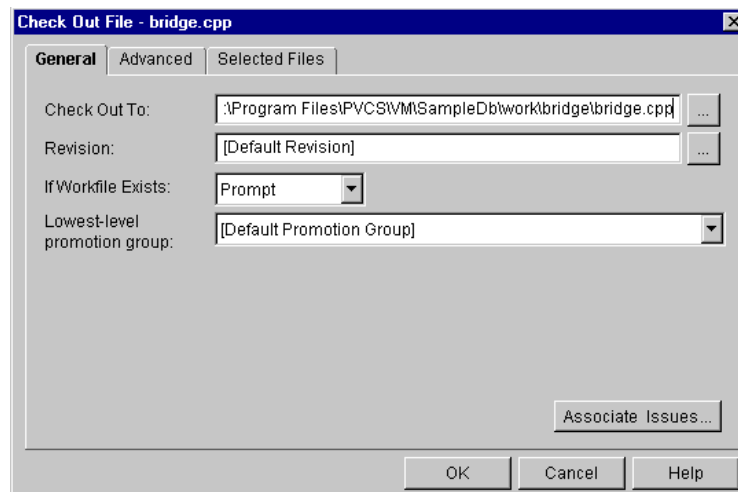 Check Out File - bridge.cpp
General Advanced Selected Files
Check Out To: :\Program Files\PVCS\VM\SampleDb\work\bridge\bridge.cpp ...
Revision: [Default Revision] ...
If Workfile Exists: Prompt
Lowest-level
promotion group: [Default Promotion Group]
Associate Issues...
OK Cancel Help